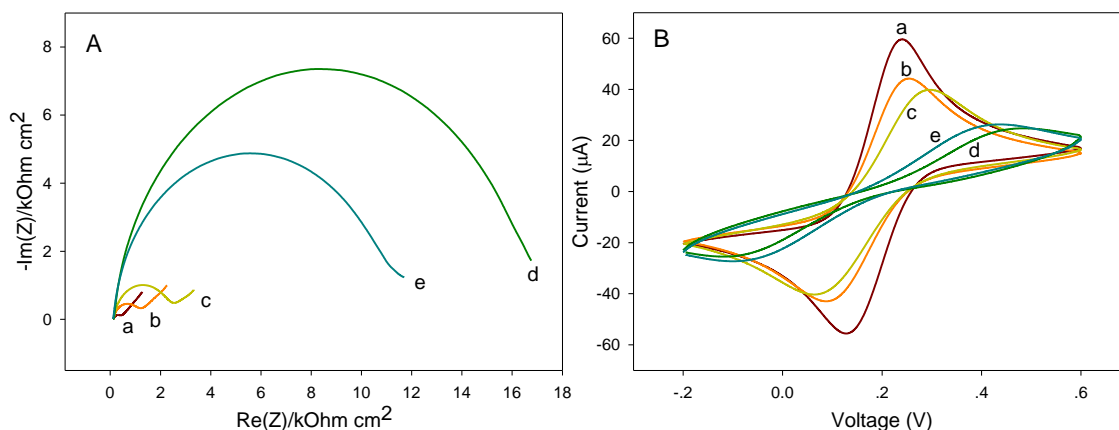 A
8
6
4
2
0
-Im(Z)/kOhm cm2
a
b
c
e
d
0 2 4 6 8 10 12 14 16 18
Re(Z)/kOhm cm2
B
60
40
20
0
-20
-40
-60
Current (µA)
a
b
c
e
d
-.2 0.0 .2 .4 .6
Voltage (V)